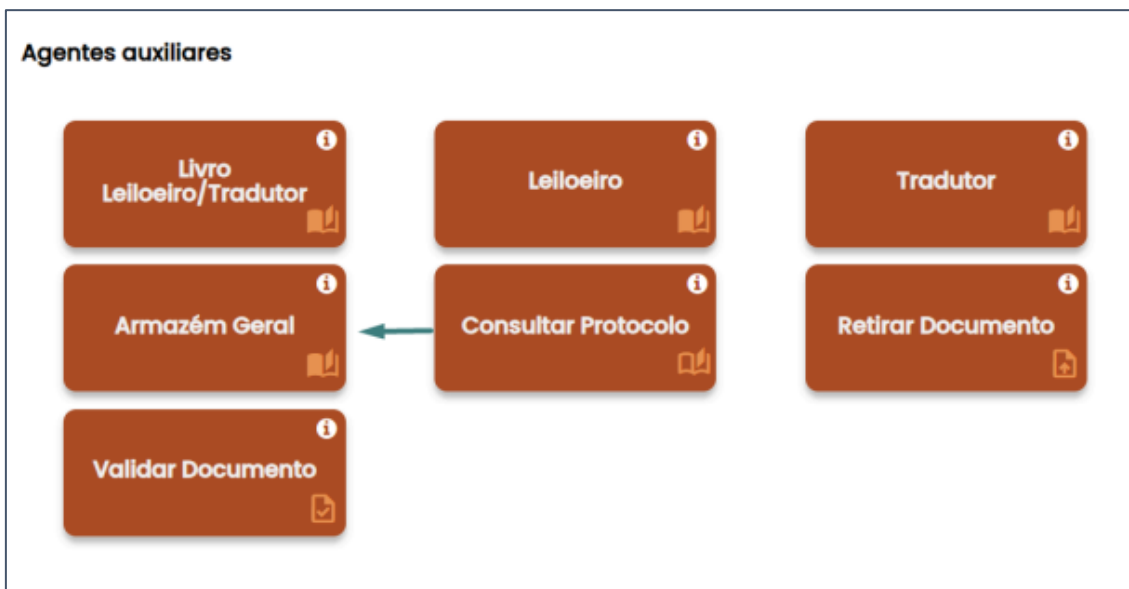 Agentes auxiliares
Livro
Leiloeiro/Tradutor
Leiloeiro
Tradutor
Armazém Geral
Consultar Protocolo
Retirar Documento
Validar Documento